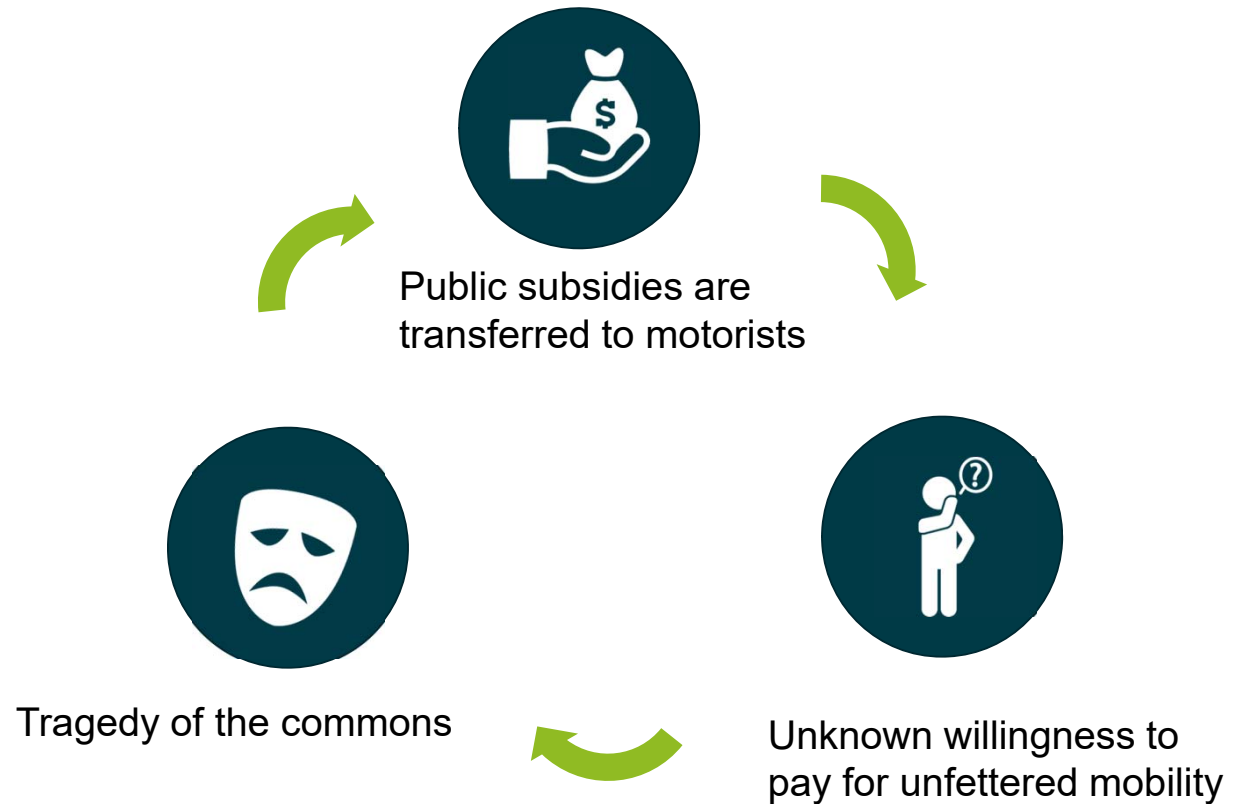 $
Public subsidies are
transferred to motorists
?
Tragedy of the commons
Unknown willingness to
pay for unfettered mobility